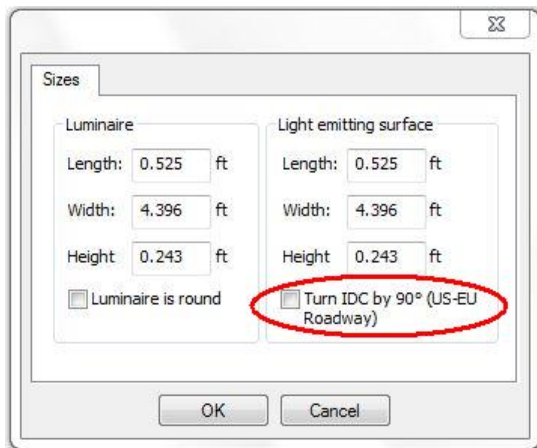 Sizes
Luminaire
Length: 0.525 ft
Width: 4.396 ft
Height 0.243 ft
Luminaire is round
Light emitting surface
Length: 0.525 ft
Width: 4.396 ft
Height 0.243 ft
Turn IDC by 90° (US-EU
Roadway)
OK
Cancel